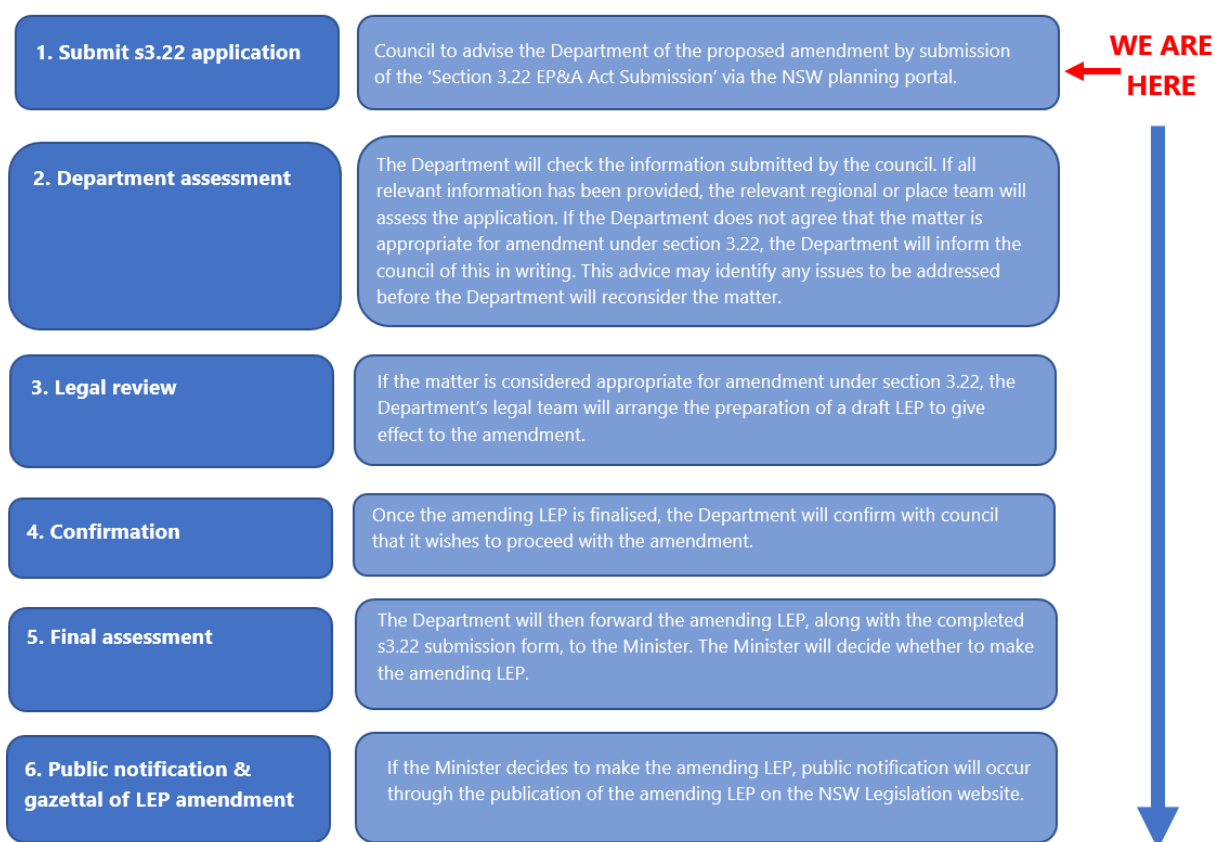 1. Submit s3.22 application
Council to advise the Department of the proposed amendment by submission
of the ‘Section 3.22 EP&A Act Submission’ via the NSW planning portal.
WE ARE
HERE
2. Department assessment
The Department will check the information submitted by the council. If all
relevant information has been provided, the relevant regional or place team will
assess the application. If the Department does not agree that the matter is
appropriate for amendment under section 3.22, the Department will inform the
council of this in writing. This advice may identify any issues to be addressed
before the Department will reconsider the matter.
3. Legal review
If the matter is considered appropriate for amendment under section 3.22, the
Department’s legal team will arrange the preparation of a draft LEP to give
effect to the amendment.
4. Confirmation
Once the amending LEP is finalised, the Department will confirm with council
that it wishes to proceed with the amendment.
5. Final assessment
The Department will then forward the amending LEP, along with the completed
s3.22 submission form, to the Minister. The Minister will decide whether to make
the amending LEP.
6. Public notification &
gazettal of LEP amendment
If the Minister decides to make the amending LEP, public notification will occur
through the publication of the amending LEP on the NSW Legislation website.